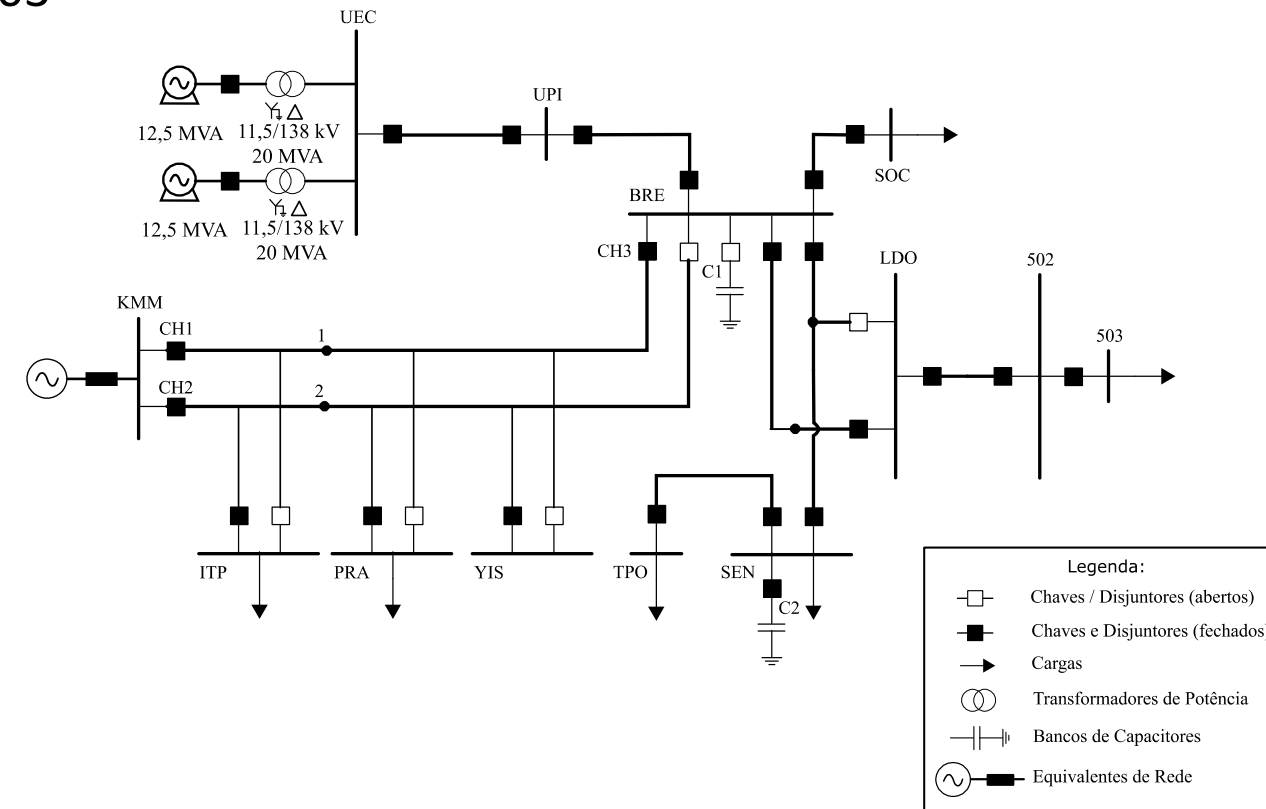 UEC
12,5 MVA
11,5/138 kV
20 MVA
12,5 MVA
11,5/138 kV
20 MVA
UPI
SOC
BRE
CH3
C1
LDO
502
503
KMM
CH1
1
CH2
2
ITP
PRA
YIS
TPO
SEN
C2
Legenda:
Chaves / Disjuntores (abertos)
Chaves e Disjuntores (fechados)
Cargas
Transformadores de Potência
Bancos de Capacitores
Equivalentes de Rede